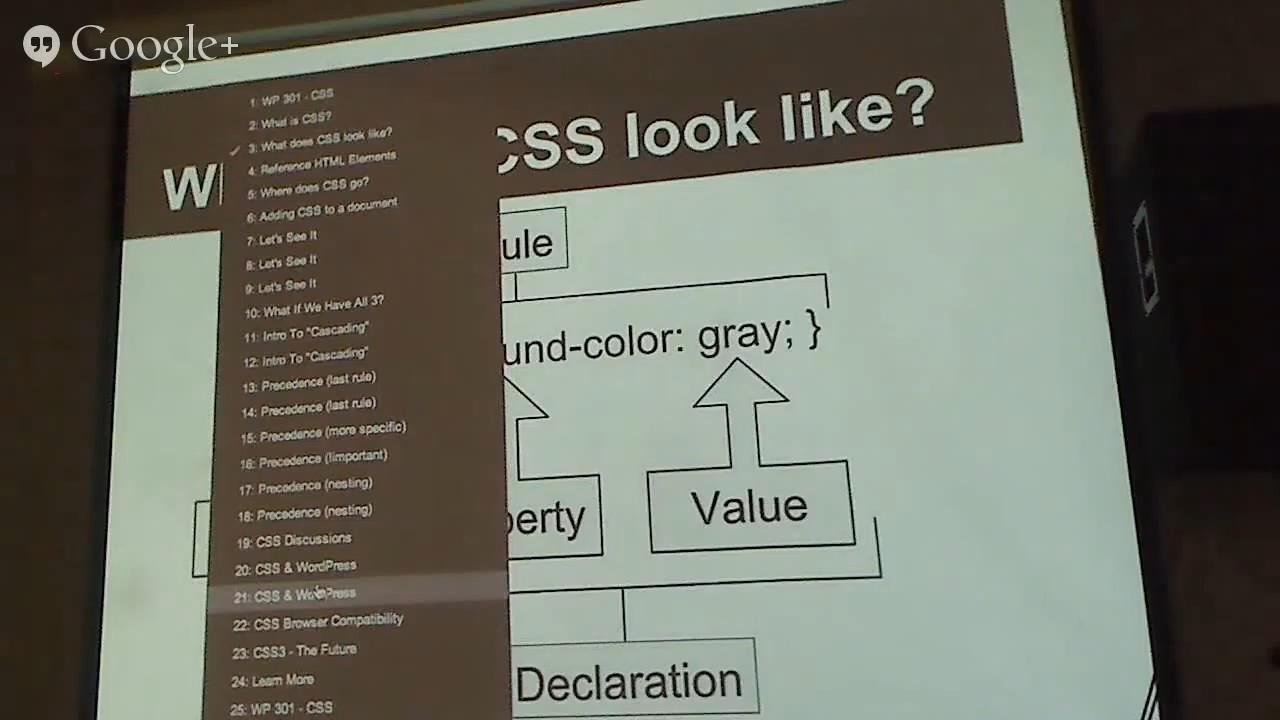 Google+
W CSS look like?
1: WP 301 - CSS
2: What is CSS?
3: What does CSS look like?
4: Reference HTML Elements
5: Where does CSS go?
6: Adding CSS to a document
7: Let's See It
8: Let's See It
9: Let's See It
10: What If We Have All 3?
11: Intro To "Cascading"
12: Intro To "Cascading"
13: Precedence (last rule)
14: Precedence (last rule)
15: Precedence (more specific)
16: Precedence (!important)
17: Precedence (nesting)
18: Precedence (nesting)
19: CSS Discussions
20: CSS & WordPress
21: CSS & WordPress
22: CSS Browser Compatibility
23: CSS3 - The Future
24: Learn More
25: WP 301 - CSS
ule
und-color: gray; }
perty
Value
Declaration